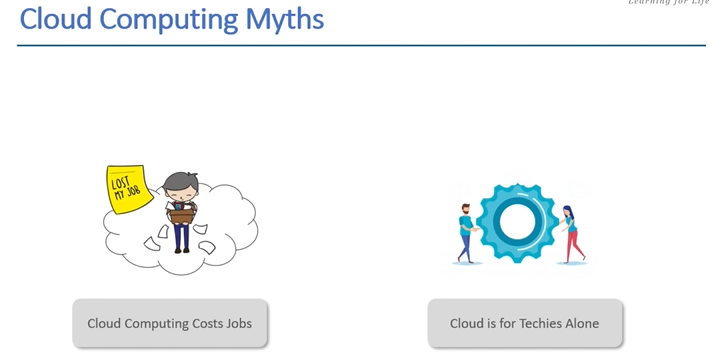 Learning for Life
Cloud Computing Myths
LOST
MY JOB
Cloud Computing Costs Jobs
Cloud is for Techies Alone